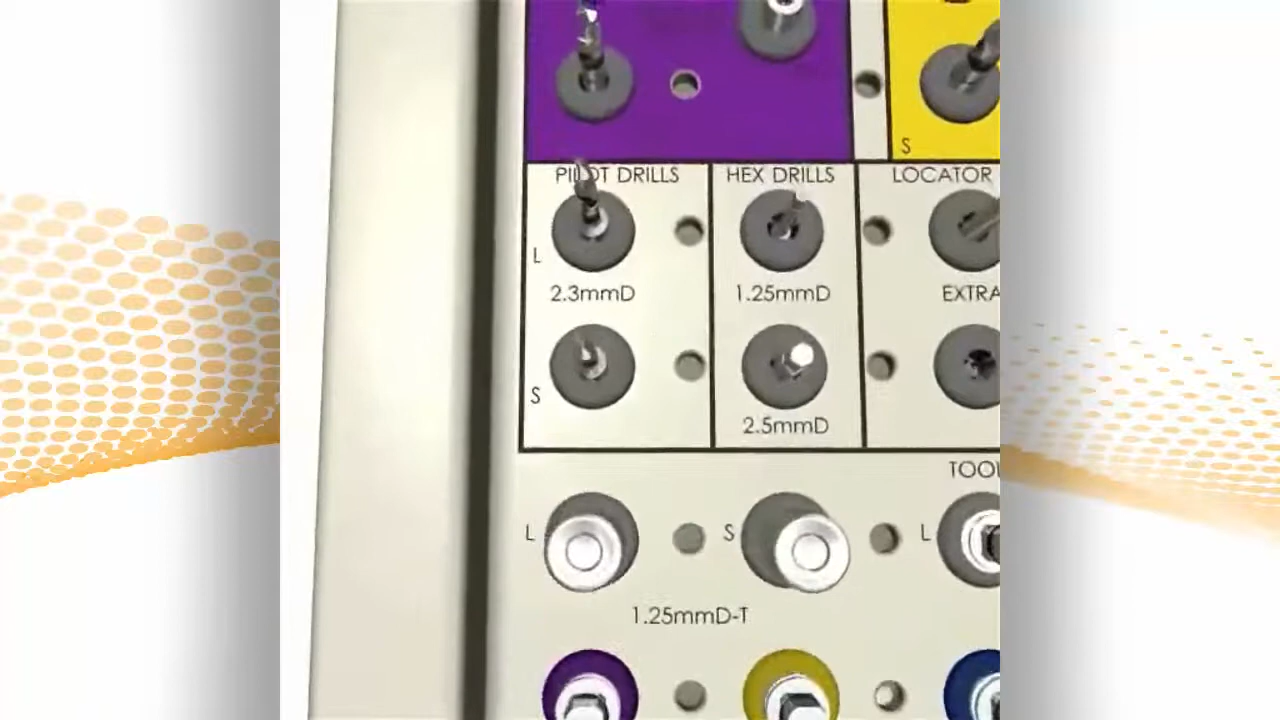 S
PILOT DRILLS HEX DRILLS LOCATOR
L
2.3mmD 1.25mmD EXTRA
S
2.5mmD
TOOL
L S L
1.25mmD-T